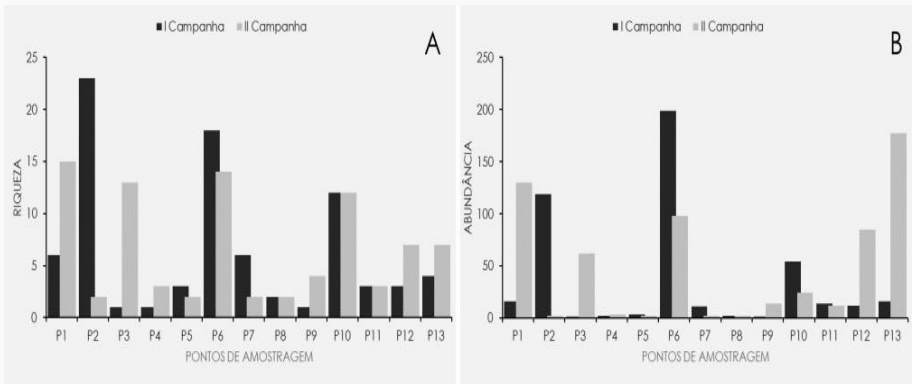 I Campanha II Campanha
A
RIQUEZA
25
20
15
10
5
0
P1 P2 P3 P4 P5 P6 P7 P8 P9 P10 P11 P12 P13
PONTOS DE AMOSTRAGEM
I Campanha II Campanha
B
ABUNDÂNCIA
250
200
150
100
50
0
P1 P2 P3 P4 P5 P6 P7 P8 P9 P10 P11 P12 P13
PONTOS DE AMOSTRAGEM